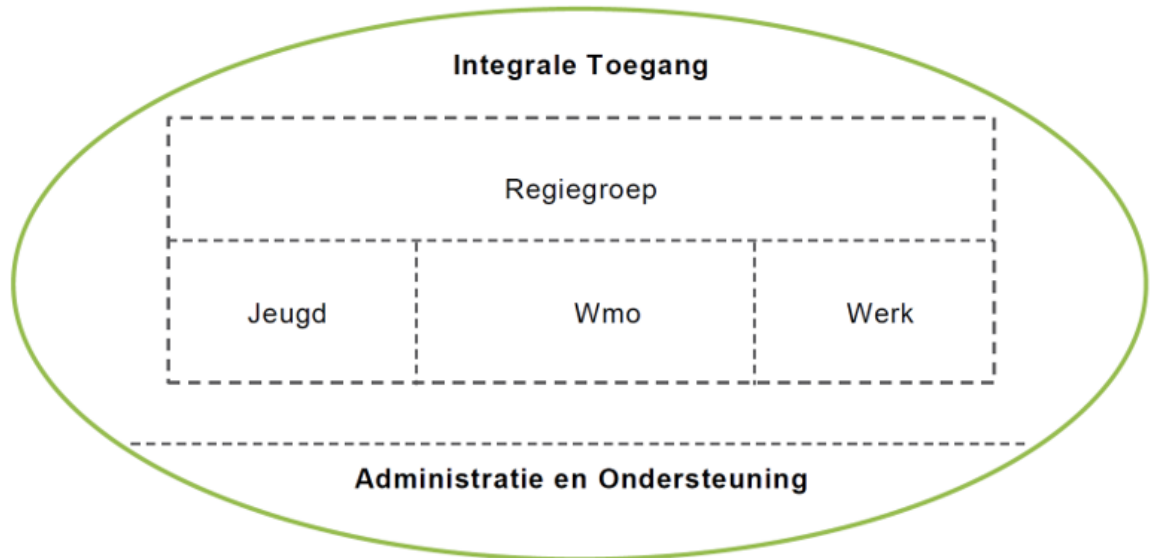 Integrale Toegang
Regiegroep
Jeugd Wmo Werk
Administratie en Ondersteuning